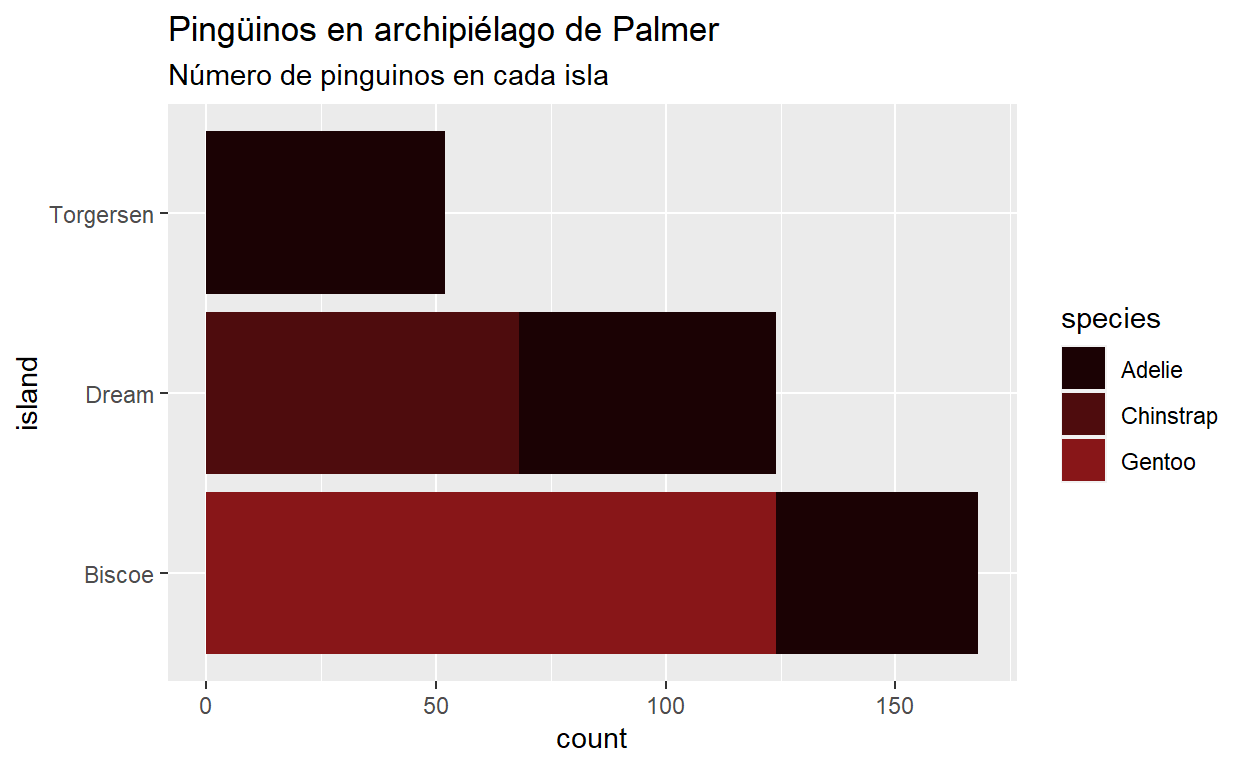 Pingüinos en archipiélago de Palmer
Número de pinguinos en cada isla
Torgersen
Dream
Biscoe
island
0 50 100 150
count
species
Adelie
Chinstrap
Gentoo